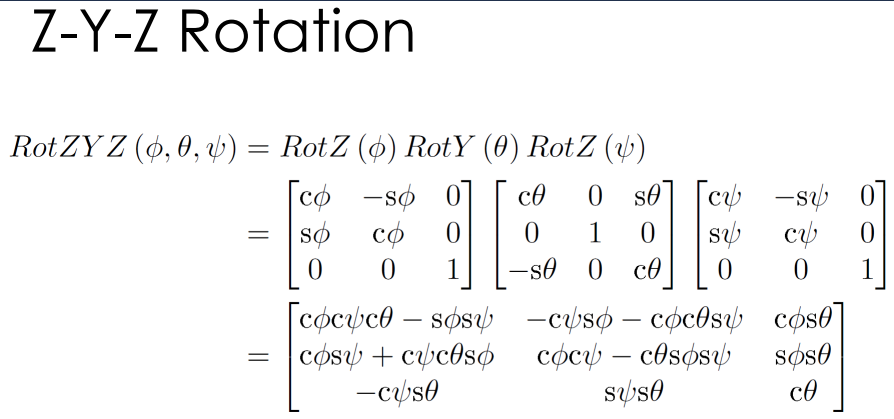 Z-Y-Z Rotation
RotZYZ (ϕ, θ, ψ) = RotZ (ϕ) RotY (θ) RotZ (ψ)
= [cϕ −sϕ 0; sϕ cϕ 0; 0 0 1] [cθ 0 sθ; 0 1 0; −sθ 0 cθ] [cψ −sψ 0; sψ cψ 0; 0 0 1]
= [cϕcψcθ − sϕsψ −cψsϕ − cϕcθsψ cϕsθ; cϕsψ + cψcθsϕ cϕcψ − cθsϕsψ sϕsθ; −cψsθ sψsθ cθ]